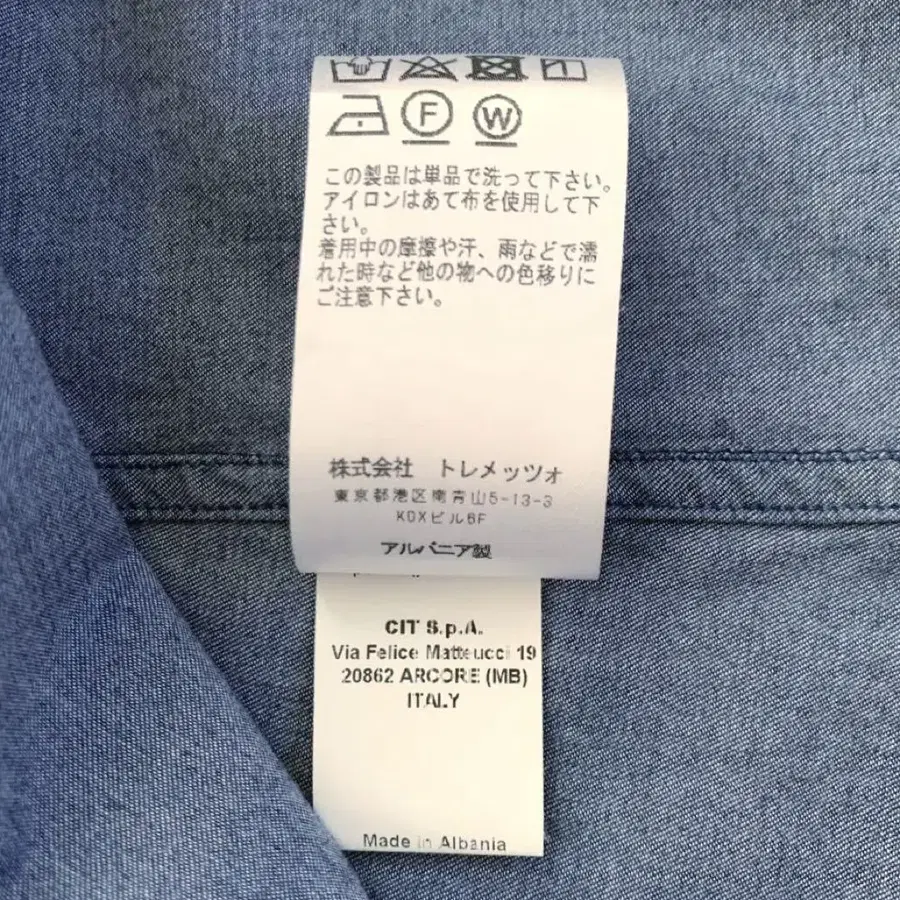 F W
この製品は単品で洗って下さい。
アイロンはあて布を使用して下
さい。
着用中の摩擦や汗、雨などで濡
れた時など他の物への色移りに
ご注意下さい。
株式会社 トレメッツォ
東京都港区南青山5-13-3
KDXビル6F
アルバニア製
CIT S.p.A.
Via Felice Matteucci 19
20862 ARCORE (MB)
ITALY
Made in Albania